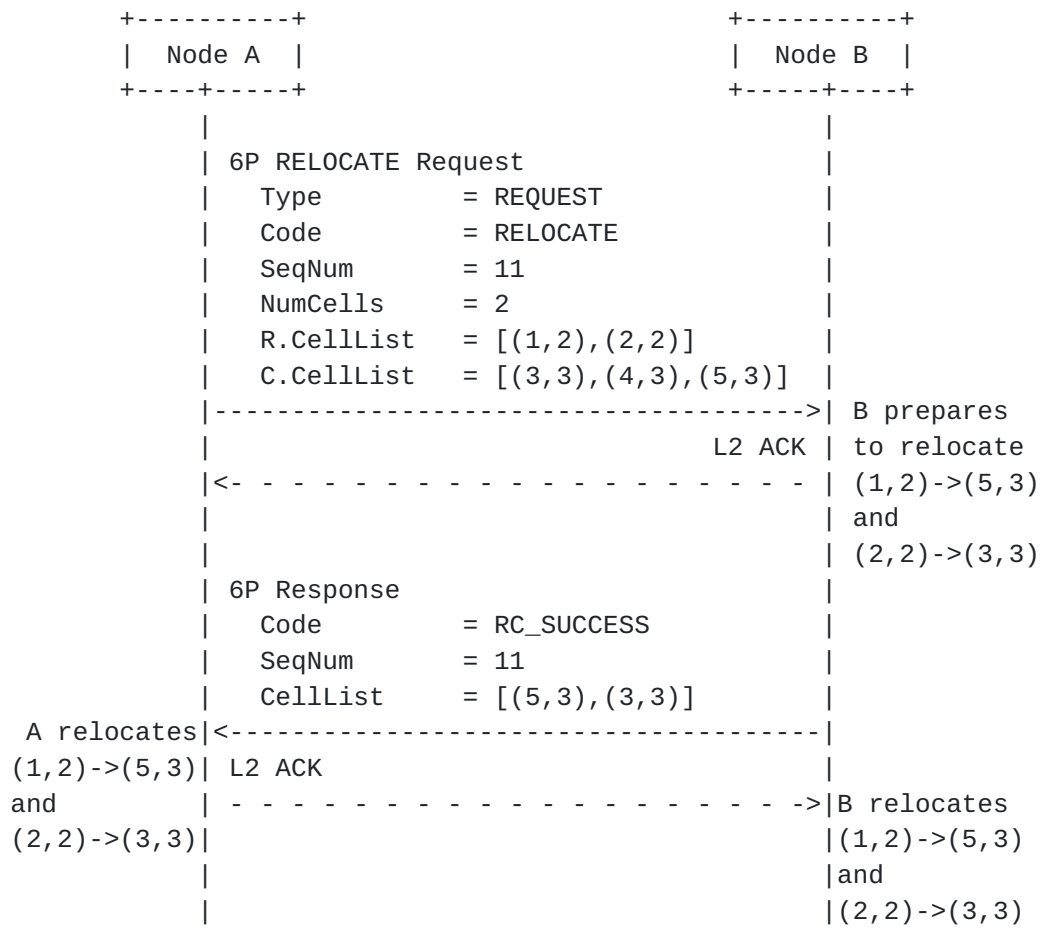 +----------+                           +----------+
|  Node A  |                           |  Node B  |
+----+-----+                           +-----+----+
     |                                       |
     | 6P RELOCATE Request                   |
     |   Type         = REQUEST              |
     |   Code         = RELOCATE             |
     |   SeqNum       = 11                   |
     |   NumCells     = 2                    |
     |   R.CellList   = [(1,2),(2,2)]        |
     |   C.CellList   = [(3,3),(4,3),(5,3)]  |
     |-------------------------------------->| B prepares
     |                                L2 ACK | to relocate
     |<- - - - - - - - - - - - - - - - - - - | (1,2)->(5,3)
     |                                       | and
     |                                       | (2,2)->(3,3)
     | 6P Response                           |
     |   Code         = RC_SUCCESS           |
     |   SeqNum       = 11                   |
     |   CellList     = [(5,3),(3,3)]        |
A relocates|<--------------------------------------|
(1,2)->(5,3)| L2 ACK                                |
and         | - - - - - - - - - - - - - - - - - - ->|B relocates
(2,2)->(3,3)|                                       |(1,2)->(5,3)
     |                                       |and
     |                                       |(2,2)->(3,3)